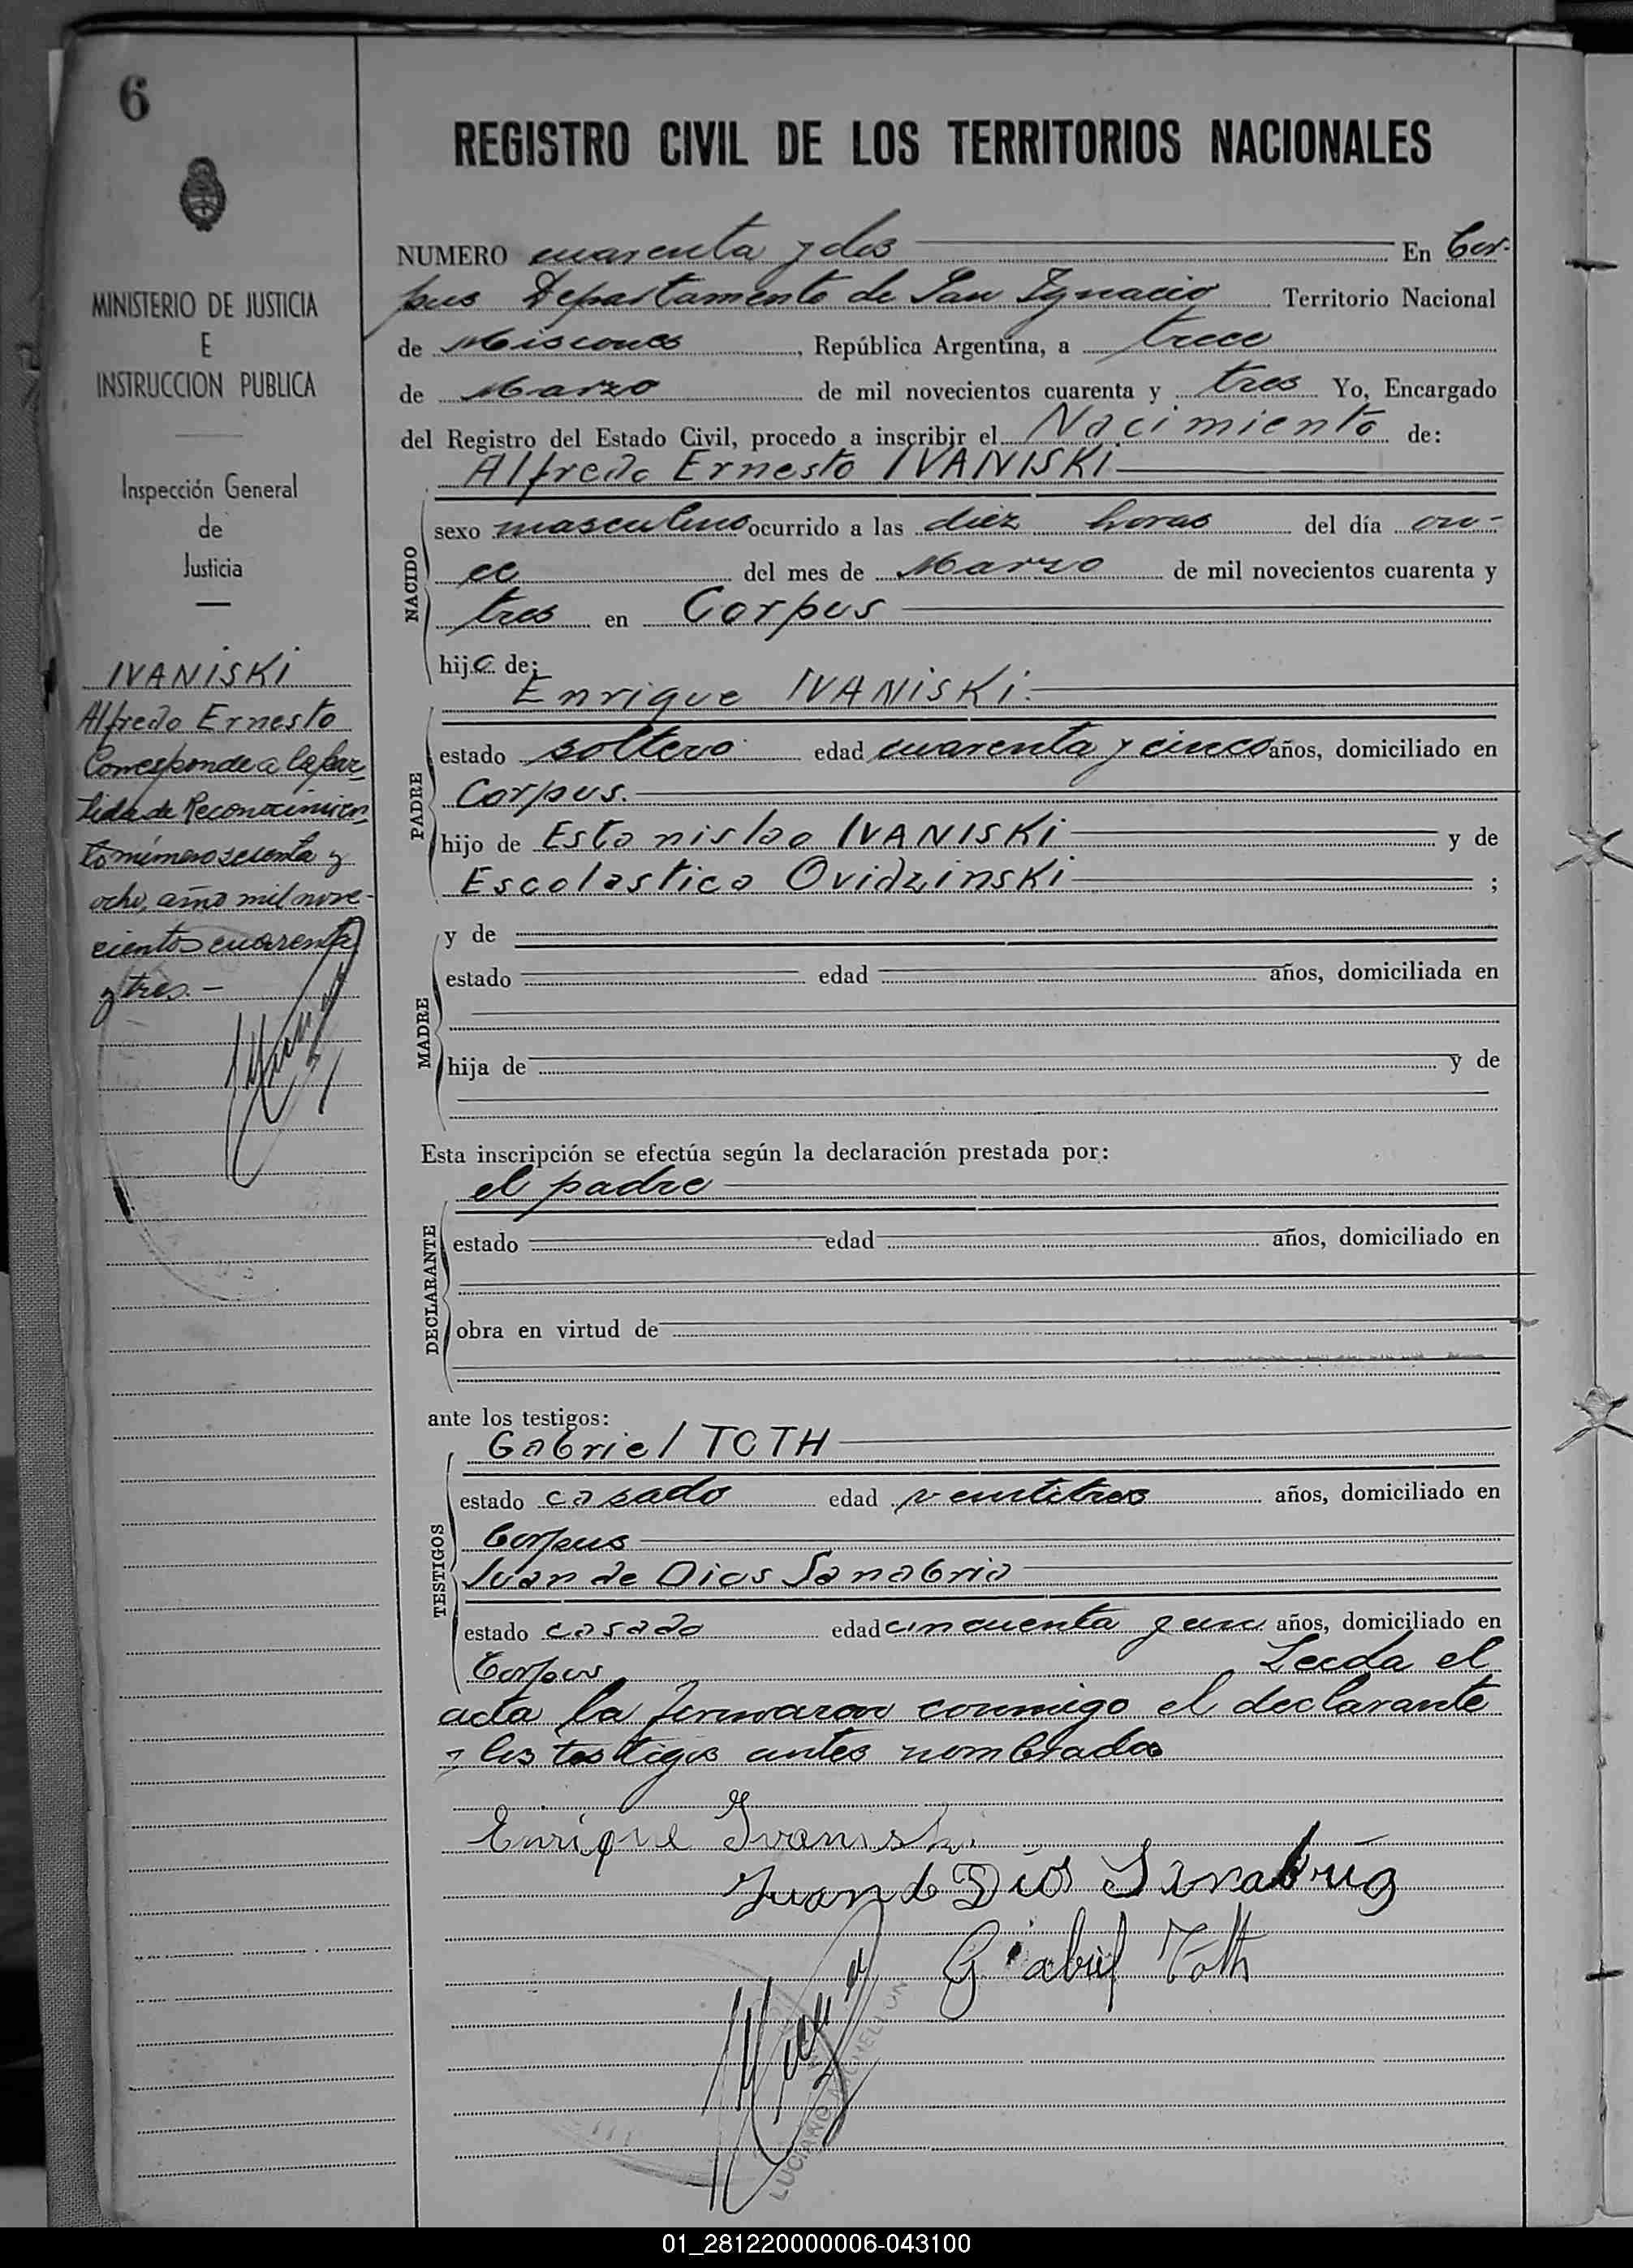 6
MINISTERIO DE JUSTICIA
E
INSTRUCCION PUBLICA
Inspección General
de
Justicia
IVANISKI
Alfredo Ernesto
Corresponde a la par-
tida de Reconocimien-
to número sesenta y
ocho, año mil nove-
cientos cuarenta
y tres.-
REGISTRO CIVIL DE LOS TERRITORIOS NACIONALES
NUMERO cuarenta y dos En Cor-
pus Departamento de San Ignacio Territorio Nacional
de Misiones, República Argentina, a trece
de Marzo de mil novecientos cuarenta y tres Yo, Encargado
del Registro del Estado Civil, procedo a inscribir el Nacimiento de:
Alfredo Ernesto IVANISKI
NACIDO
sexo masculino ocurrido a las diez horas del día on-
ce del mes de Marzo de mil novecientos cuarenta y
tres en Corpus
hijo de:
Enrique IVANISKI.
PADRE
estado soltero. edad cuarenta y cinco años, domiciliado en
Corpus.
hijo de Estanislao IVANISKI y de
Escolastica Ovidzinski ;
MADRE
y de
estado edad años, domiciliada en
hija de y de
Esta inscripción se efectúa según la declaración prestada por:
el padre
DECLARANTE
estado edad años, domiciliado en
obra en virtud de
ante los testigos:
Gabriel TOTH
TESTIGOS
estado casado edad veintitres años, domiciliado en
Corpus
Juan de Dios Sanabria
estado casado edad cincuenta y un años, domiciliado en
Corpus Leeda el
acta la firmaron conmigo el declarante
y los testigos antes nombrados
Enrique Ivaniski
Juan de Dios Sanabria
Gabriel Tóth
LUCIANO
01_281220000006-043100